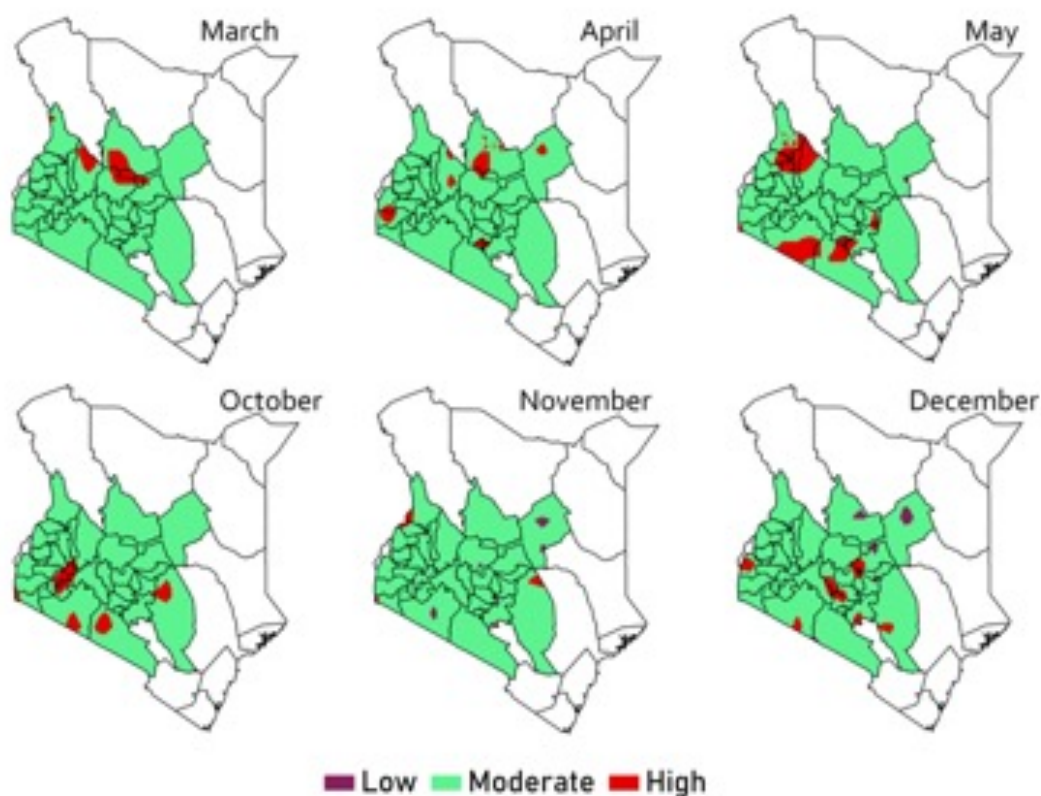 March
April
May
October
November
December
Low
Moderate
High